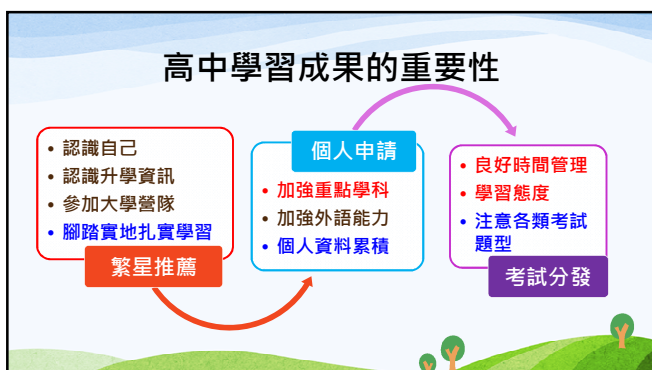 高中學習成果的重要性
• 認識自己
• 認識升學資訊
• 參加大學營隊
• 腳踏實地扎實學習
繁星推薦
個人申請
• 加強重點學科
• 加強外語能力
• 個人資料累積
• 良好時間管理
• 學習態度
• 注意各類考試
題型
考試分發